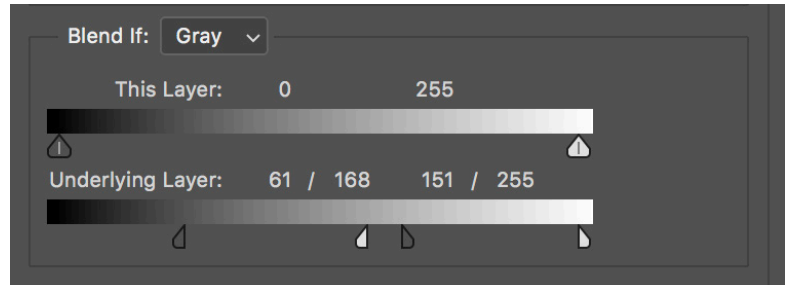 Blend If: Gray
This Layer: 0 255
Underlying Layer: 61 / 168 151 / 255